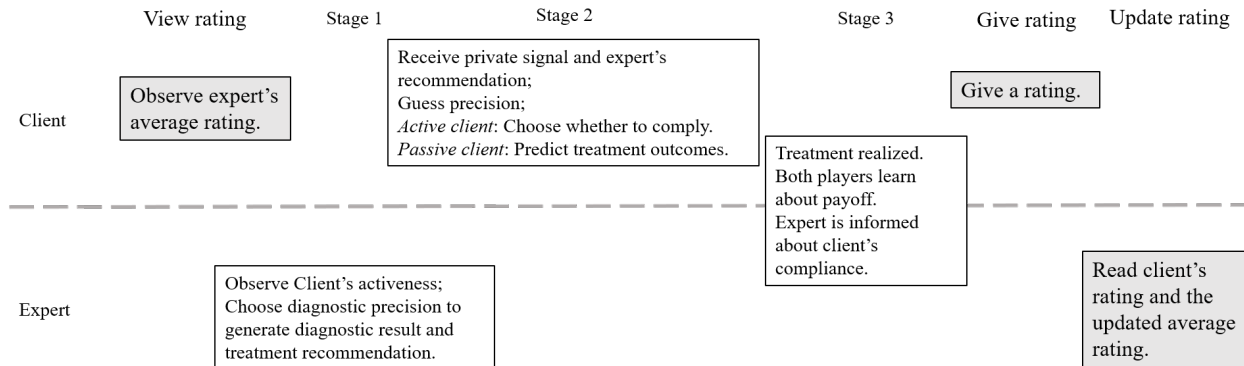 View rating
Stage 1
Stage 2
Stage 3
Give rating
Update rating
Client
Observe expert's
average rating.
Receive private signal and expert's
recommendation;
Guess precision;
Active client: Choose whether to comply.
Passive client: Predict treatment outcomes.
Give a rating.
Treatment realized.
Both players learn
about payoff.
Expert is informed
about client's
compliance.
Expert
Observe Client's activeness;
Choose diagnostic precision to
generate diagnostic result and
treatment recommendation.
Read client's
rating and the
updated average
rating.